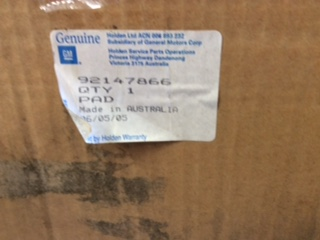 Genuine
Holden Ltd ACN 006 893 232
Subsidiary of General Motors Corp
GM
Holden Service Parts Operations
Princes Highway Dandenong
Victoria 3175 Australia
92147866
QTY 1
PAD
Made in AUSTRALIA
/05/05
d by Holden Warranty